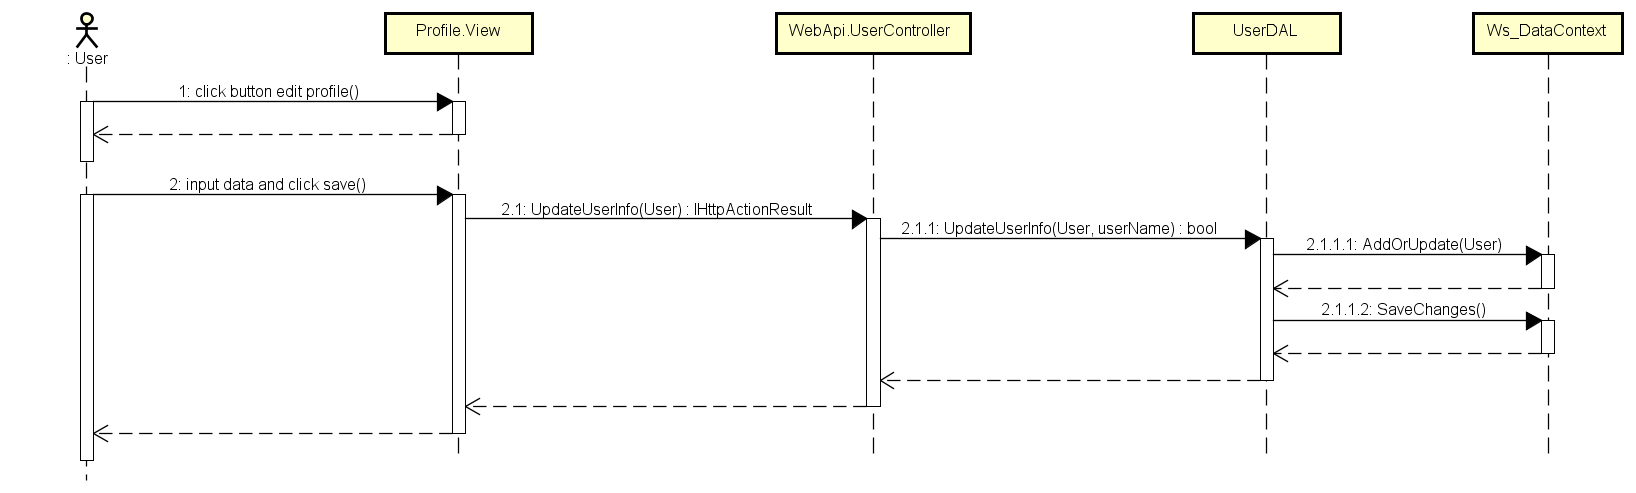 : User
Profile.View
WebApi.UserController
UserDAL
Ws_DataContext
1: click button edit profile()
2: input data and click save()
2.1: UpdateUserInfo(User) : IHttpActionResult
2.1.1: UpdateUserInfo(User, userName) : bool
2.1.1.1: AddOrUpdate(User)
2.1.1.2: SaveChanges()